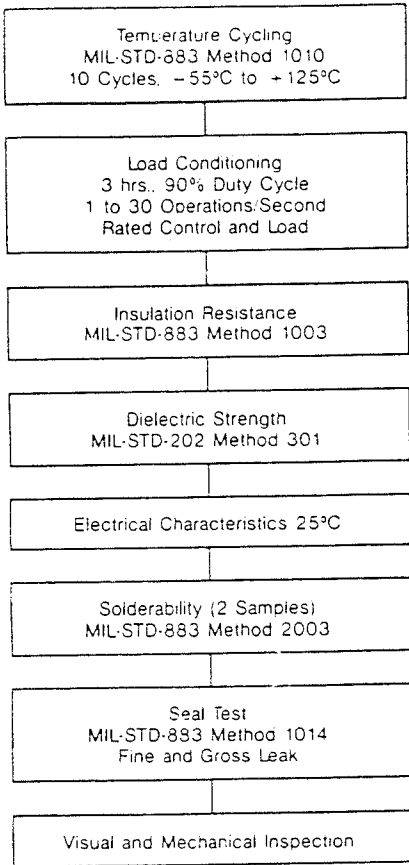 Temperature Cycling
MIL-STD-883 Method 1010
10 Cycles, −55°C to +125°C
Load Conditioning
3 hrs., 90% Duty Cycle
1 to 30 Operations/Second
Rated Control and Load
Insulation Resistance
MIL-STD-883 Method 1003
Dielectric Strength
MIL-STD-202 Method 301
Electrical Characteristics 25°C
Solderability (2 Samples)
MIL-STD-883 Method 2003
Seal Test
MIL-STD-883 Method 1014
Fine and Gross Leak
Visual and Mechanical Inspection